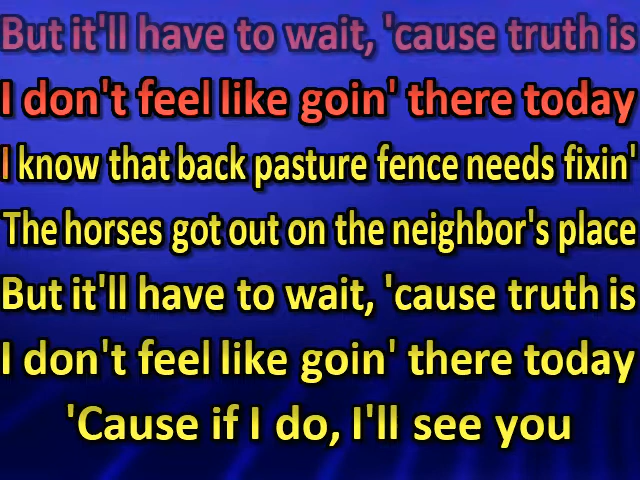 But it'll have to wait, 'cause truth is
I don't feel like goin' there today
I know that back pasture fence needs fixin'
The horses got out on the neighbor's place
But it'll have to wait, 'cause truth is
I don't feel like goin' there today
'Cause if I do, I'll see you